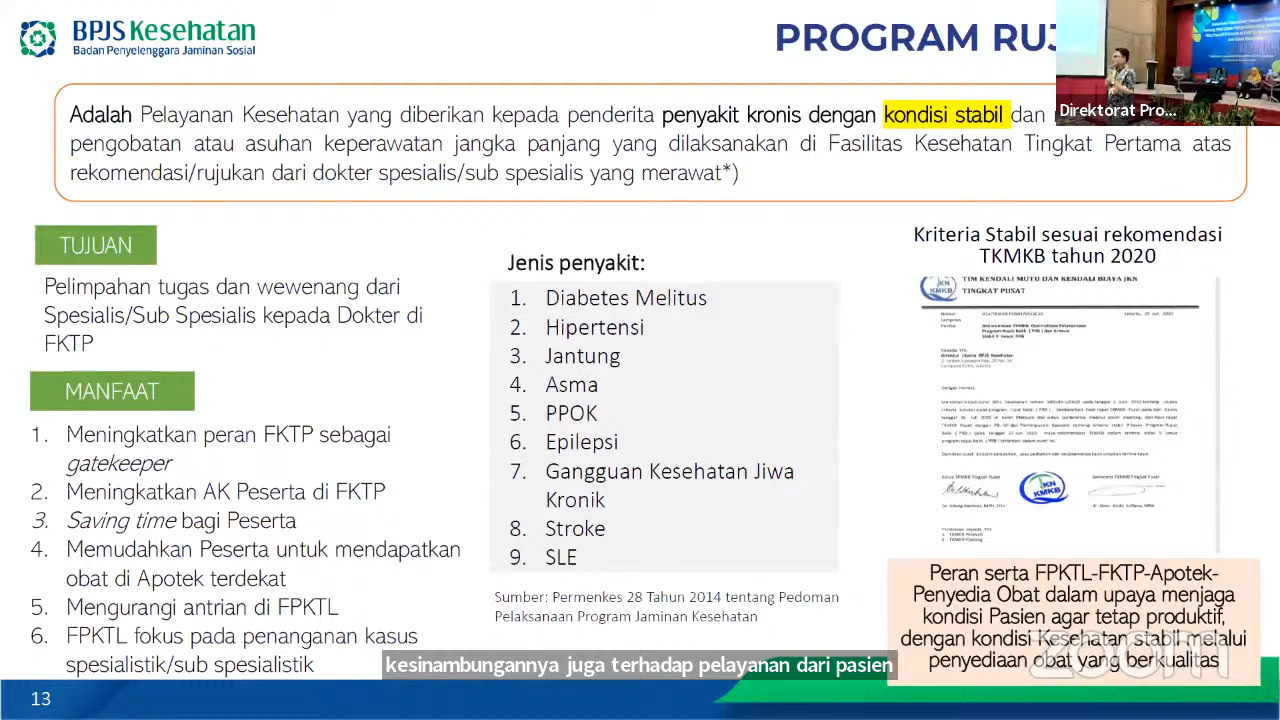 BPJS Kesehatan
Badan Penyelenggara Jaminan Sosial
PROGRAM RUJ
Direktorat Pro...
Adalah Pelayanan Kesehatan yang diberikan kepada penderita penyakit kronis dengan kondisi stabil dan
pengobatan atau asuhan keperawatan jangka panjang yang dilaksanakan di Fasilitas Kesehatan Tingkat Pertama atas
rekomendasi/rujukan dari dokter spesialis/sub spesialis yang merawat*)
TUJUAN
Pelimpahan tugas dan wewenang dari
Spesialis/Sub Spesialis kepada Dokter di
FKTP
MANFAAT
1. Meningkatkan peran FKTP sebagai
gatekeeper
2. Meningkatkan AK Peserta di FKTP
3. Saving time bagi Peserta
4. Kemudahan Peserta untuk mendapatkan
obat di Apotek terdekat
5. Mengurangi antrian di FPKTL
6. FPKTL fokus pada penanganan kasus
spesialistik/sub spesialistik
Jenis penyakit:
1. Diabetes Melitus
2. Hipertensi
3. Jantung
4. Asma
5. PPOK
6. Epilepsi
7. Gangguan Kesehatan Jiwa
Kronik
8. Stroke
9. SLE
Sumber: Permenkes 28 Tahun 2014 tentang Pedoman
Pelaksanaan Program Jaminan Kesehatan
Kriteria Stabil sesuai rekomendasi
TKMKB tahun 2020
JKN
KMKB
TIM KENDALI MUTU DAN KENDALI BIAYA JKN
TINGKAT PUSAT
JKN
KMKB
Peran serta FPKTL-FKTP-Apotek-
Penyedia Obat dalam upaya menjaga
kondisi Pasien agar tetap produktif,
dengan kondisi Kesehatan stabil melalui
penyediaan obat yang berkualitas
zoom
kesinambungannya juga terhadap pelayanan dari pasien
13